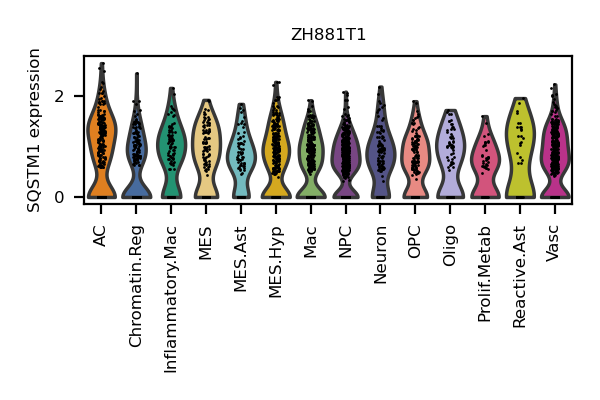 ZH881T1
SQSTM1 expression
2
0
AC
Chromatin.Reg
Inflammatory.Mac
MES
MES.Ast
MES.Hyp
Mac
NPC
Neuron
OPC
Oligo
Prolif.Metab
Reactive.Ast
Vasc